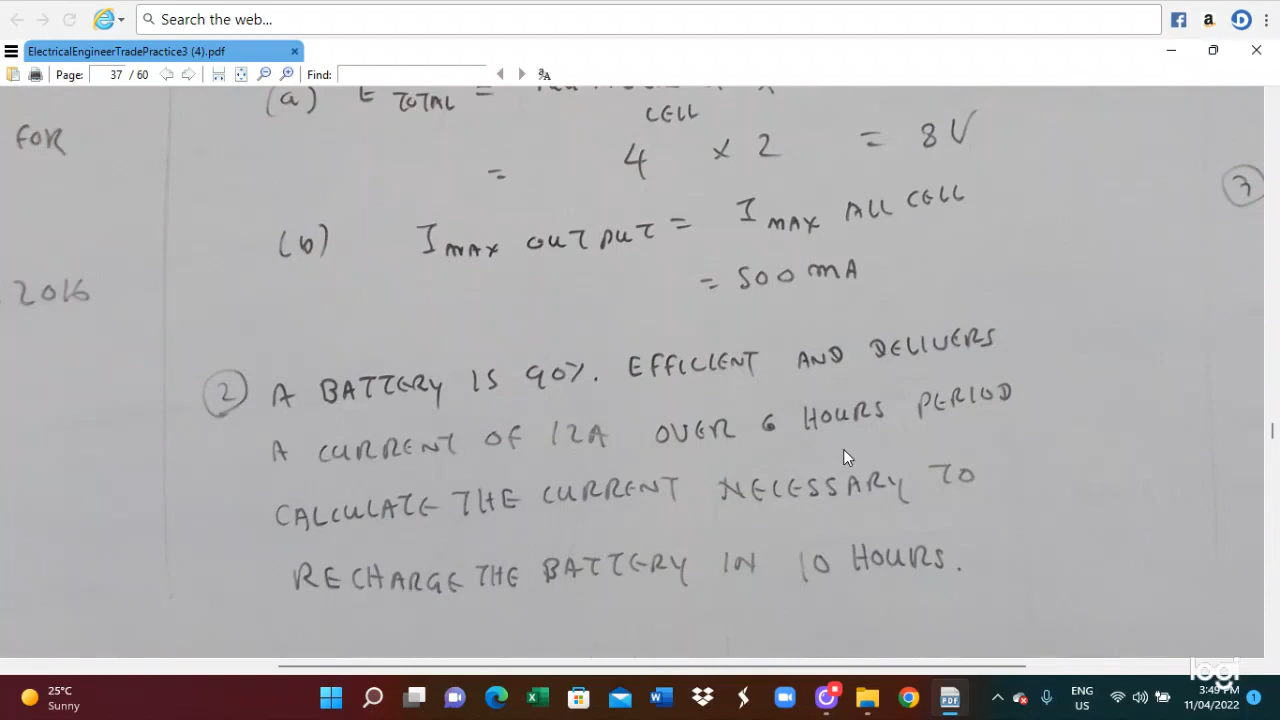 Search the web...
ElectricalEngineerTradePractice3 (4).pdf
Page: 37 / 60 Find:
(a) E TOTAL =
CELL
= 4 x 2 = 8V
FOR
(b) I MAX OUTPUT = I MAX ALL CELL
= 500 mA
2016
3
2 A BATTERY IS 90%. EFFICIENT AND DELIVERS
A CURRENT OF 12A OVER 6 HOURS PERIOD
CALCULATE THE CURRENT NECESSARY TO
RECHARGE THE BATTERY IN 10 HOURS.
logi
25°C
Sunny
ENG
US
3:49 PM
11/04/2022